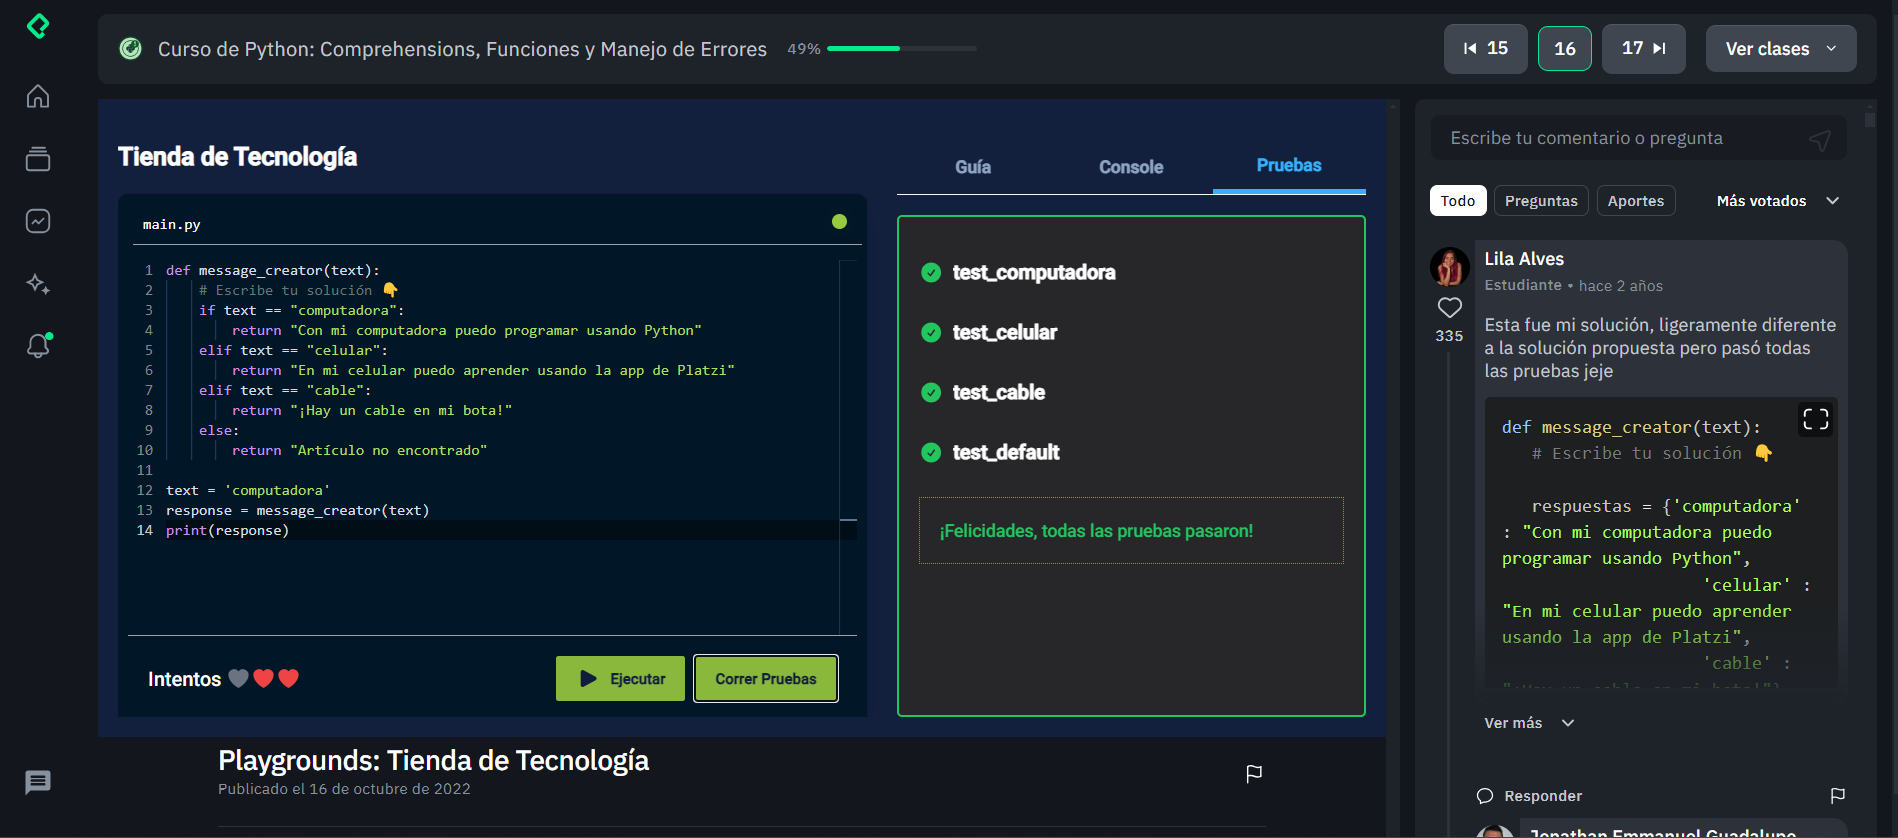 Curso de Python: Comprehensions, Funciones y Manejo de Errores 49%
15
16
17
Ver clases
Tienda de Tecnología
main.py
1 def message_creator(text):
2 # Escribe tu solución 👇
3 if text == "computadora":
4 return "Con mi computadora puedo programar usando Python"
5 elif text == "celular":
6 return "En mi celular puedo aprender usando la app de Platzi"
7 elif text == "cable":
8 return "¡Hay un cable en mi bota!"
9 else:
10 return "Artículo no encontrado"
11
12 text = 'computadora'
13 response = message_creator(text)
14 print(response)
Intentos
Ejecutar
Correr Pruebas
Guía
Console
Pruebas
test_computadora
test_celular
test_cable
test_default
¡Felicidades, todas las pruebas pasaron!
Playgrounds: Tienda de Tecnología
Publicado el 16 de octubre de 2022
Escribe tu comentario o pregunta
Todo
Preguntas
Aportes
Más votados
Lila Alves
Estudiante • hace 2 años
335
Esta fue mi solución, ligeramente diferente
a la solución propuesta pero pasó todas
las pruebas jeje
def message_creator(text):
# Escribe tu solución 👇
respuestas = {'computadora'
: "Con mi computadora puedo
programar usando Python",
'celular' :
"En mi celular puedo aprender
usando la app de Platzi",
'cable' :
"¡Hay un cable en mi bota!"}
Ver más
Responder
Jonathan Emmanuel Guadalupe